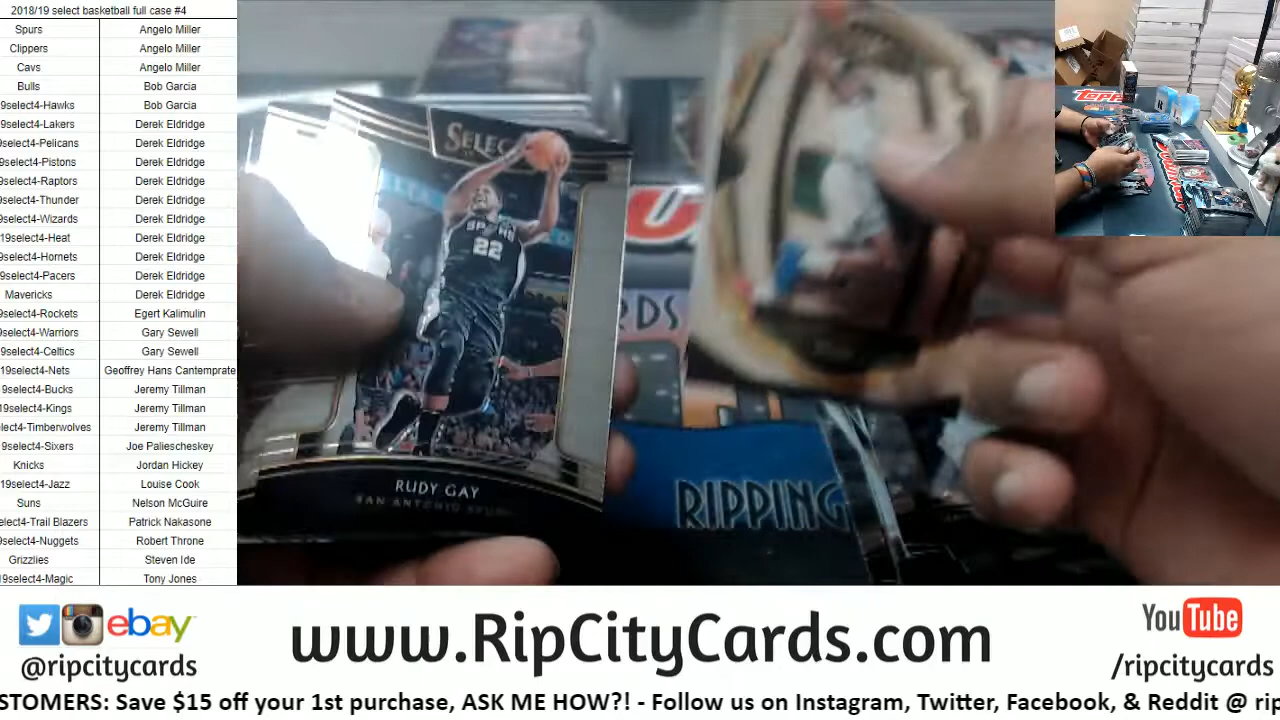 2018/19 select basketball full case #4
Spurs Angelo Miller
Clippers Angelo Miller
Cavs Angelo Miller
Bulls Bob Garcia
9select4-Hawks Bob Garcia
9select4-Lakers Derek Eldridge
9select4-Pelicans Derek Eldridge
9select4-Pistons Derek Eldridge
9select4-Raptors Derek Eldridge
9select4-Thunder Derek Eldridge
9select4-Wizards Derek Eldridge
19select4-Heat Derek Eldridge
9select4-Hornets Derek Eldridge
9select4-Pacers Derek Eldridge
Mavericks Derek Eldridge
9select4-Rockets Egert Kalimulin
9select4-Warriors Gary Sewell
9select4-Celtics Gary Sewell
19select4-Nets Geoffrey Hans Cantemprate
9select4-Bucks Jeremy Tillman
19select4-Kings Jeremy Tillman
lect4-Timberwolves Jeremy Tillman
9select4-Sixers Joe Paliescheskey
Knicks Jordan Hickey
19select4-Jazz Louise Cook
Suns Nelson McGuire
elect4-Trail Blazers Patrick Nakasone
9select4-Nuggets Robert Throne
Grizzlies Steven Ide
19select4-Magic Tony Jones
SELEC
SPURS
22
RUDY GAY
SAN ANTONIO SPURS
RDS
RIPPING
TOPPS
ebay
@ripcitycards
www.RipCityCards.com
YouTube
/ripcitycards
STOMERS: Save $15 off your 1st purchase, ASK ME HOW?! - Follow us on Instagram, Twitter, Facebook, & Reddit @ rip